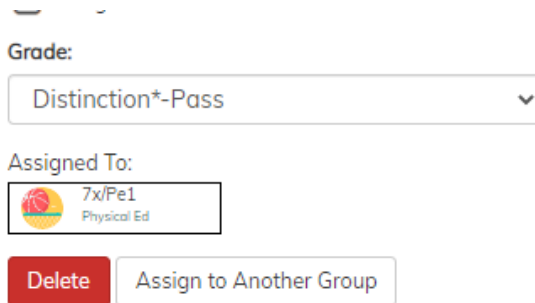 Grade:
Distinction*-Pass
Assigned To:
7x/Pe1
Physical Ed
Delete
Assign to Another Group